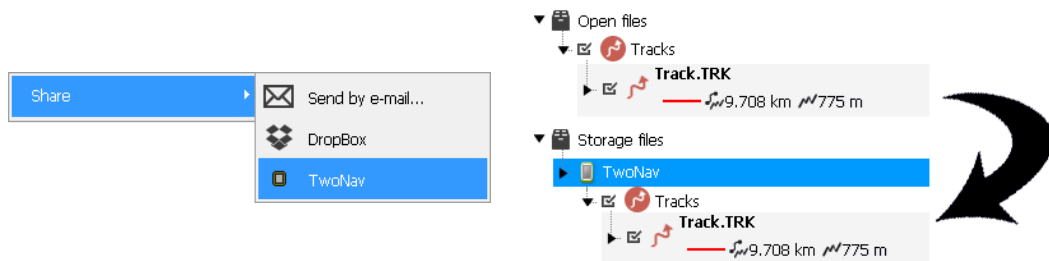 Share
Send by e-mail...
DropBox
TwoNav
Open files
Tracks
Track.TRK
9.708 km 775 m
Storage files
TwoNav
Tracks
Track.TRK
9.708 km 775 m